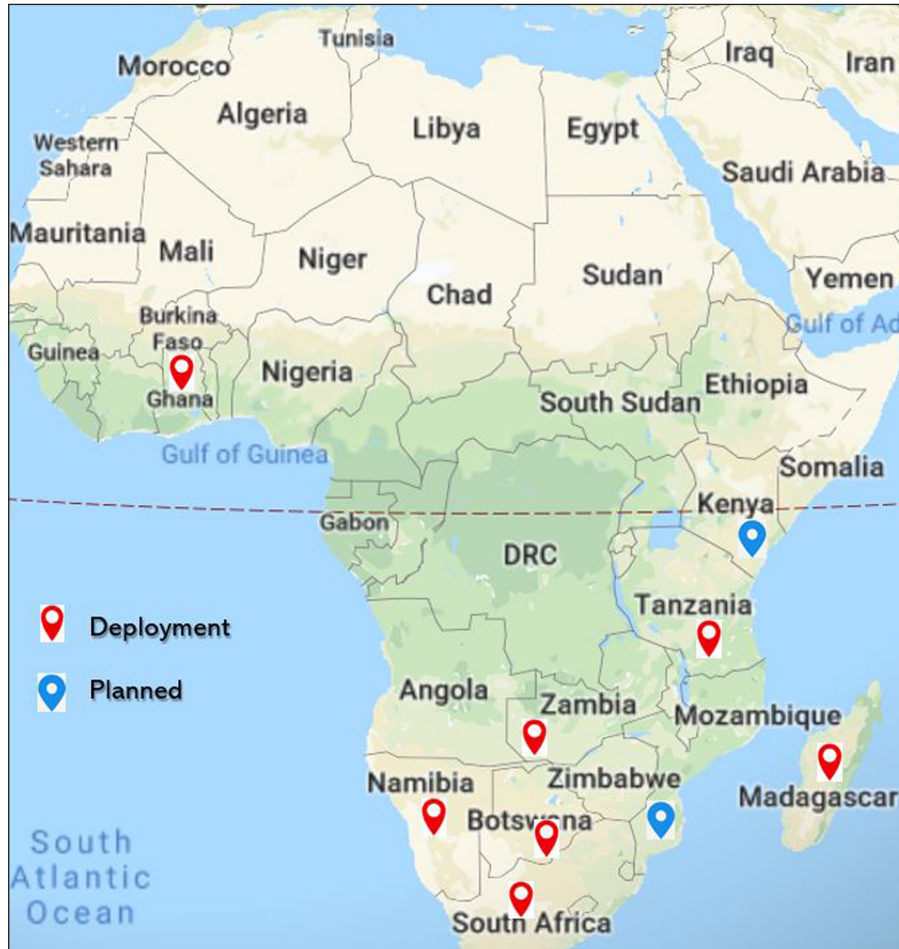 Tunisia
Morocco
Iraq
Iran
Algeria
Libya
Egypt
Western
Sahara
Saudi Arabia
Mauritania
Mali
Niger
Chad
Sudan
Yemen
Burkina
Faso
Gulf of Ad
Guinea
Nigeria
Ghana
South Sudan
Ethiopia
Gulf of Guinea
Somalia
Kenya
Gabon
DRC
Tanzania
Deployment
Planned
Angola
Zambia
Mozambique
Namibia
Zimbabwe
Madagascar
Botswana
South
Atlantic
Ocean
South Africa